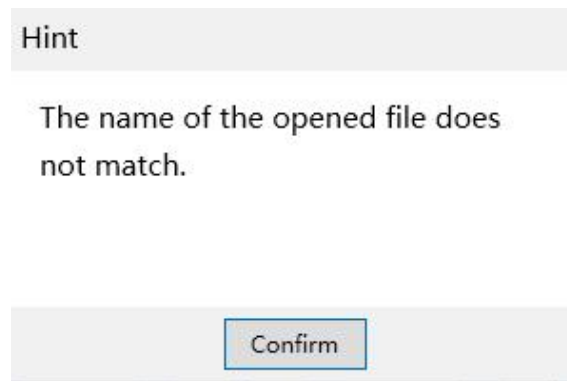 Hint
The name of the opened file does
not match.
Confirm